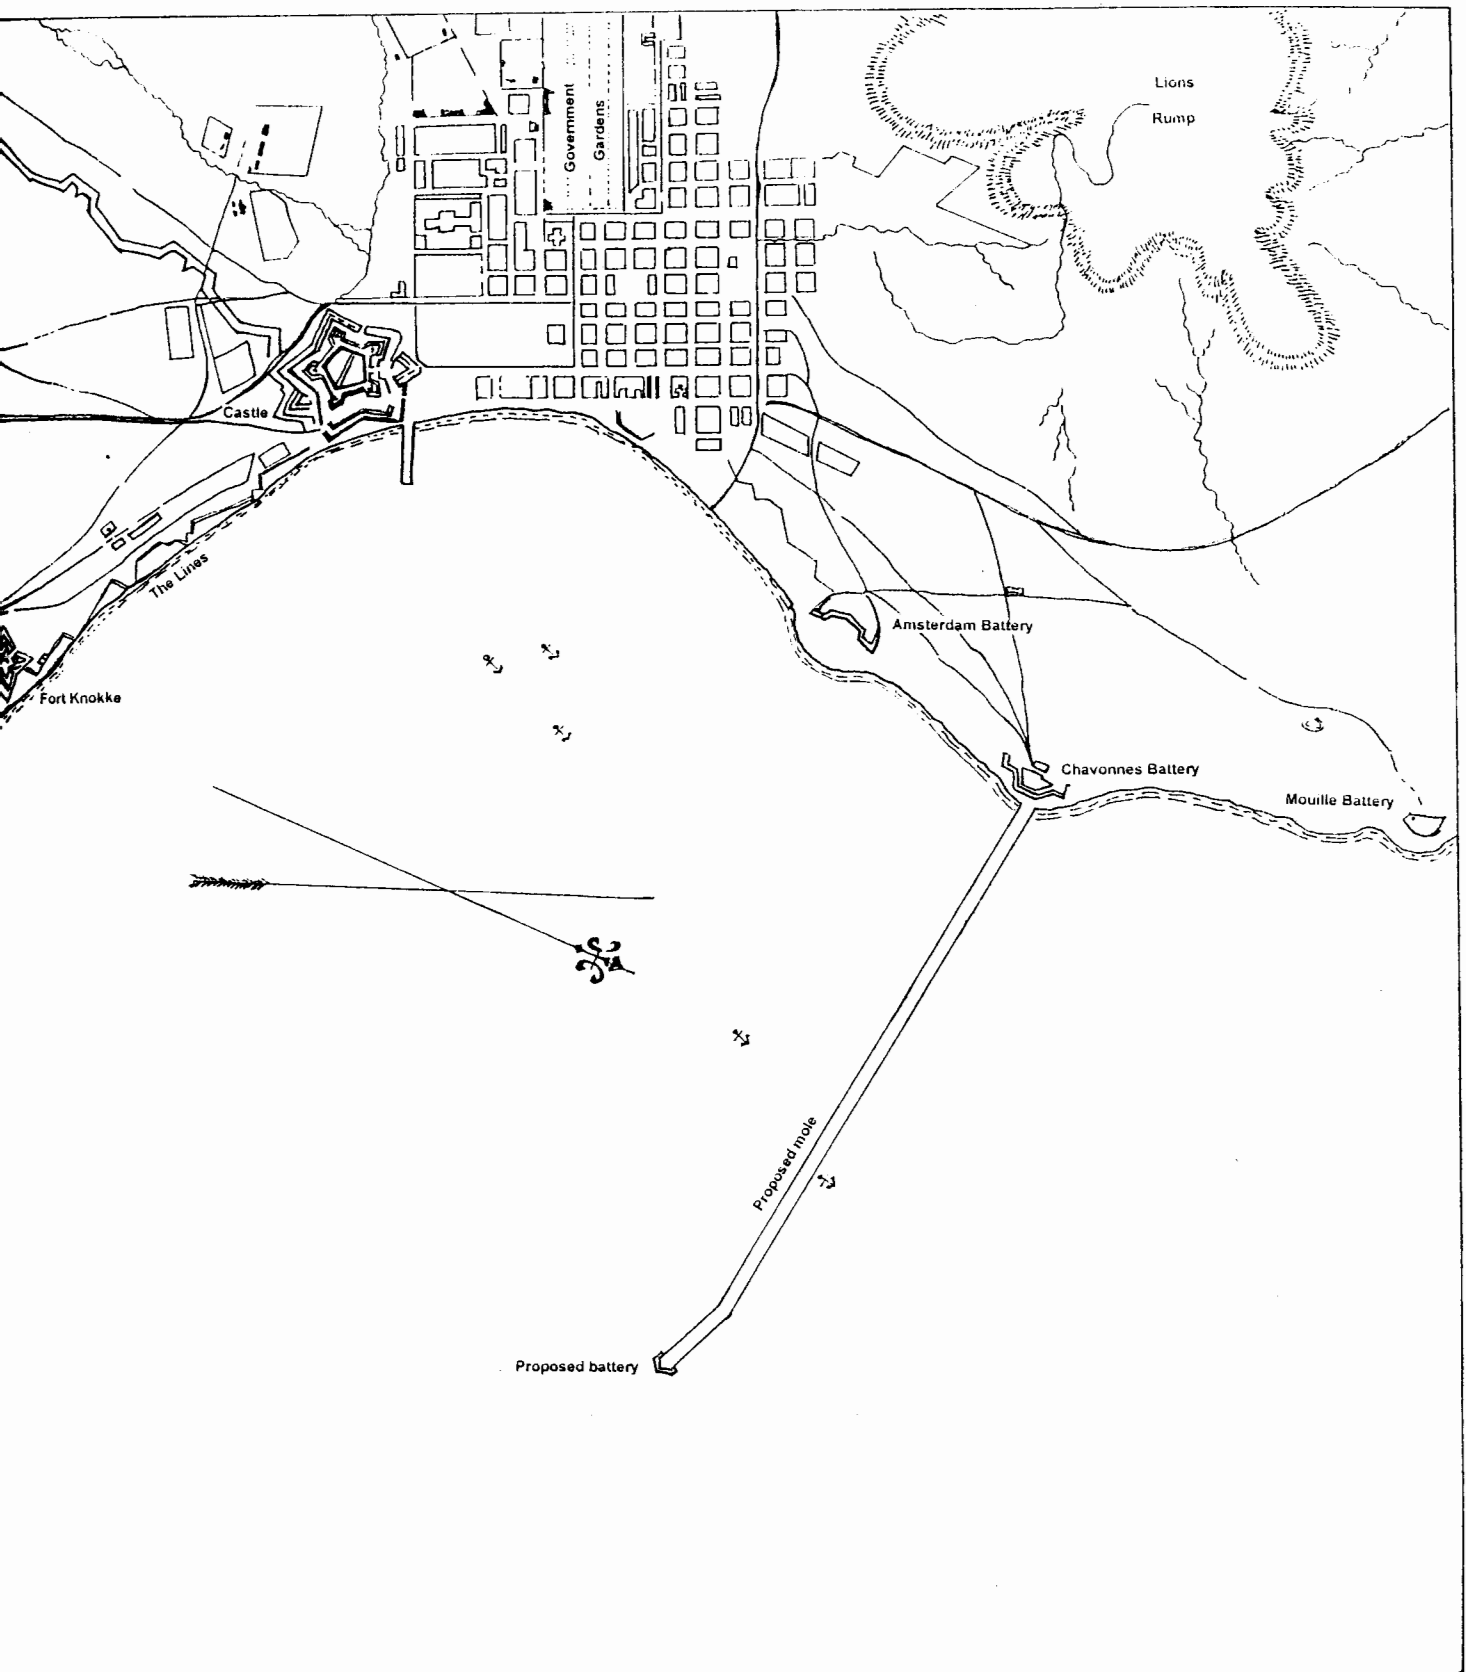 Lions
Rump
Government
Gardens
Castle
The Lines
Amsterdam Battery
Fort Knokke
Chavonnes Battery
Mouille Battery
Proposed mole
Proposed battery